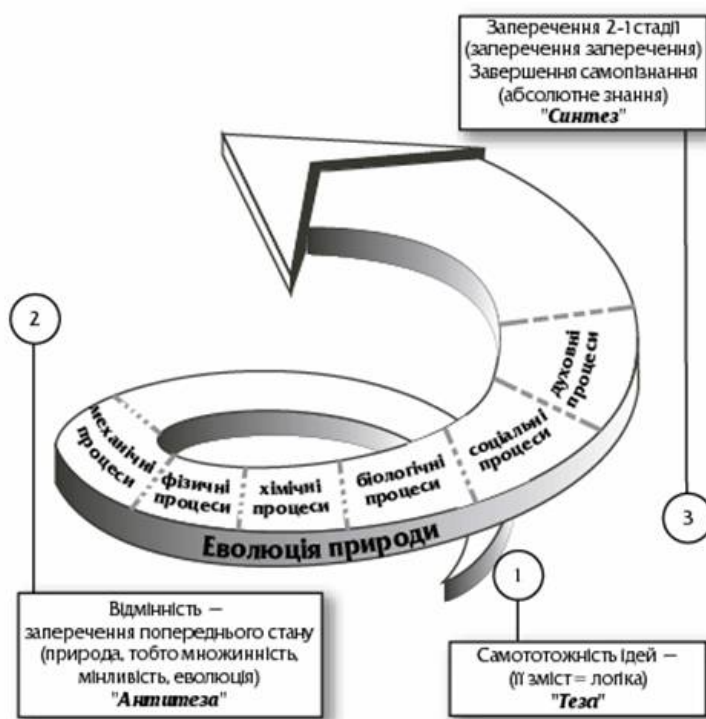 Заперечення 2-1 стадії
(заперечення заперечення)
Завершення самопізнання
(абсолютне знання)
"Синтез"
2
механічні
процеси
фізичні
процеси
хімічні
процеси
біологічні
процеси
соціальні
процеси
духовні
процеси
Еволюція природи
3
1
Відмінність —
заперечення попереднього стану
(природа, тобто множинність,
мінливість, еволюція)
"Антитеза"
Самототожність ідей —
(її зміст = логіка)
"Теза"